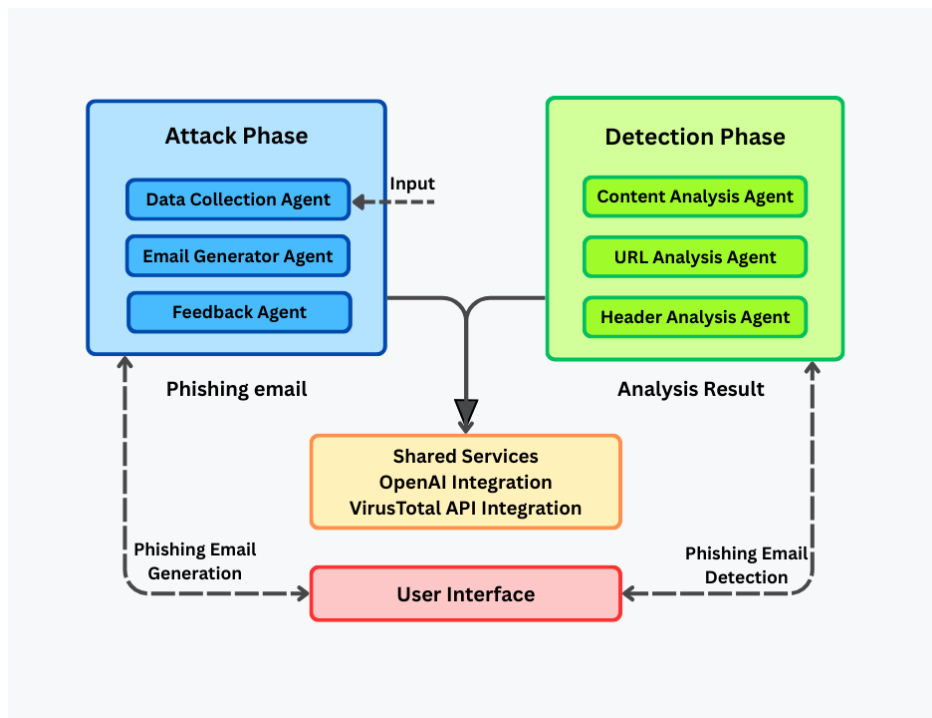 Attack Phase
Data Collection Agent
Input
Email Generator Agent
Feedback Agent
Detection Phase
Content Analysis Agent
URL Analysis Agent
Header Analysis Agent
Phishing email
Analysis Result
Shared Services
OpenAI Integration
VirusTotal API Integration
Phishing Email
Generation
Phishing Email
Detection
User Interface